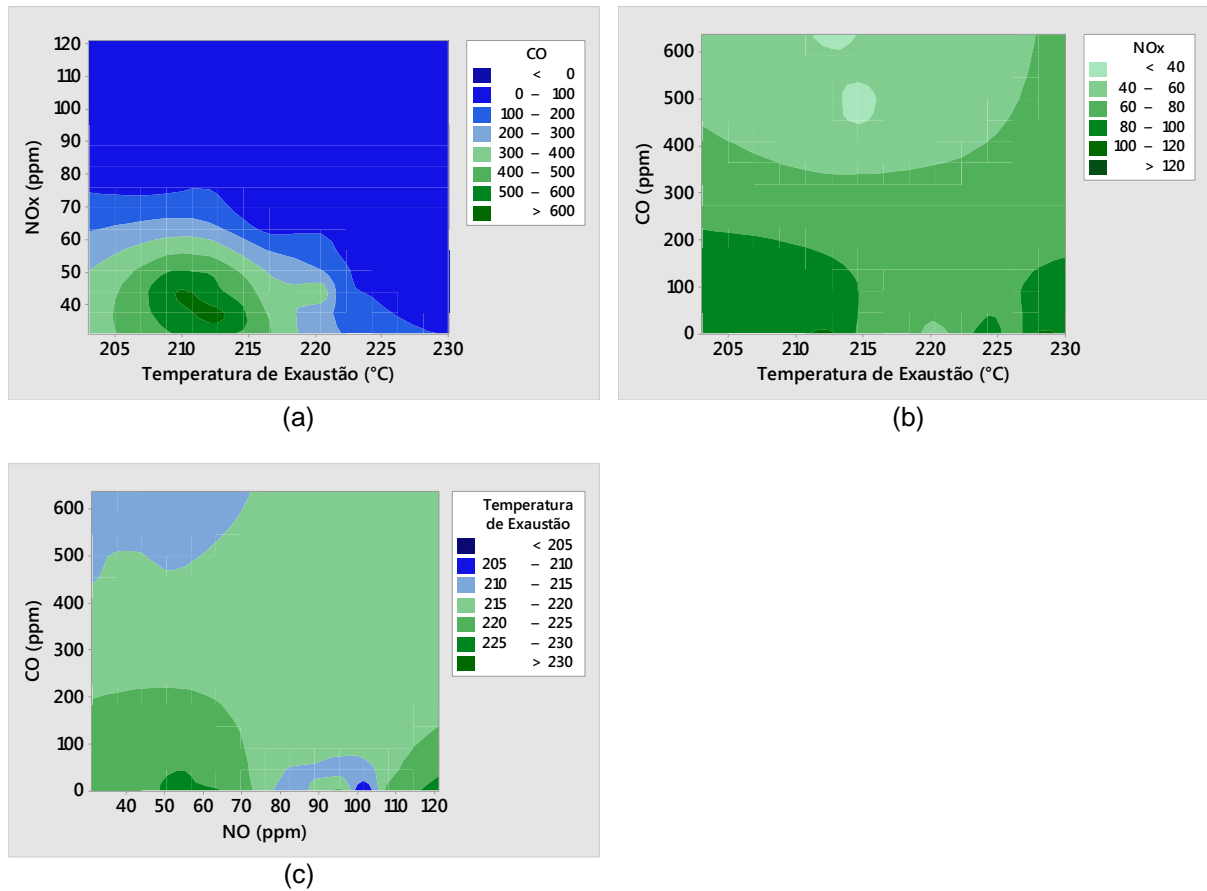 CO
< 0
0 – 100
100 – 200
200 – 300
300 – 400
400 – 500
500 – 600
> 600
120
110
100
90
80
70
60
50
40
NOx (ppm)
205 210 215 220 225 230
Temperatura de Exaustão (°C)
(a)
NOx
< 40
40 – 60
60 – 80
80 – 100
100 – 120
> 120
600
500
400
300
200
100
0
CO (ppm)
205 210 215 220 225 230
Temperatura de Exaustão (°C)
(b)
Temperatura
de Exaustão
< 205
205 – 210
210 – 215
215 – 220
220 – 225
225 – 230
> 230
600
500
400
300
200
100
0
CO (ppm)
40 50 60 70 80 90 100 110 120
NO (ppm)
(c)